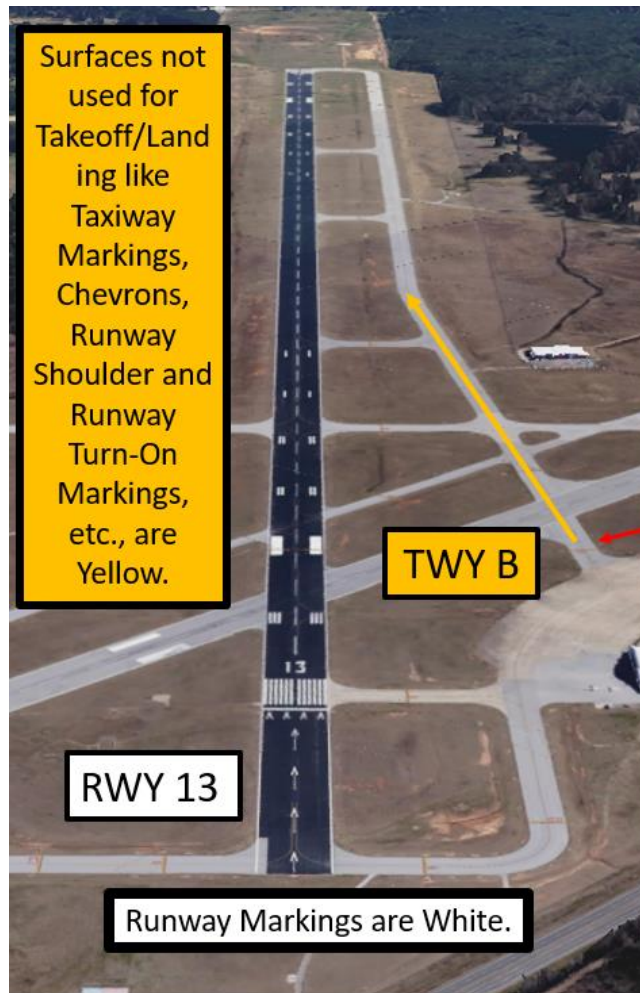 Surfaces not
used for
Takeoff/Land
ing like
Taxiway
Markings,
Chevrons,
Runway
Shoulder and
Runway
Turn-On
Markings,
etc., are
Yellow.
TWY B
13
RWY 13
Runway Markings are White.